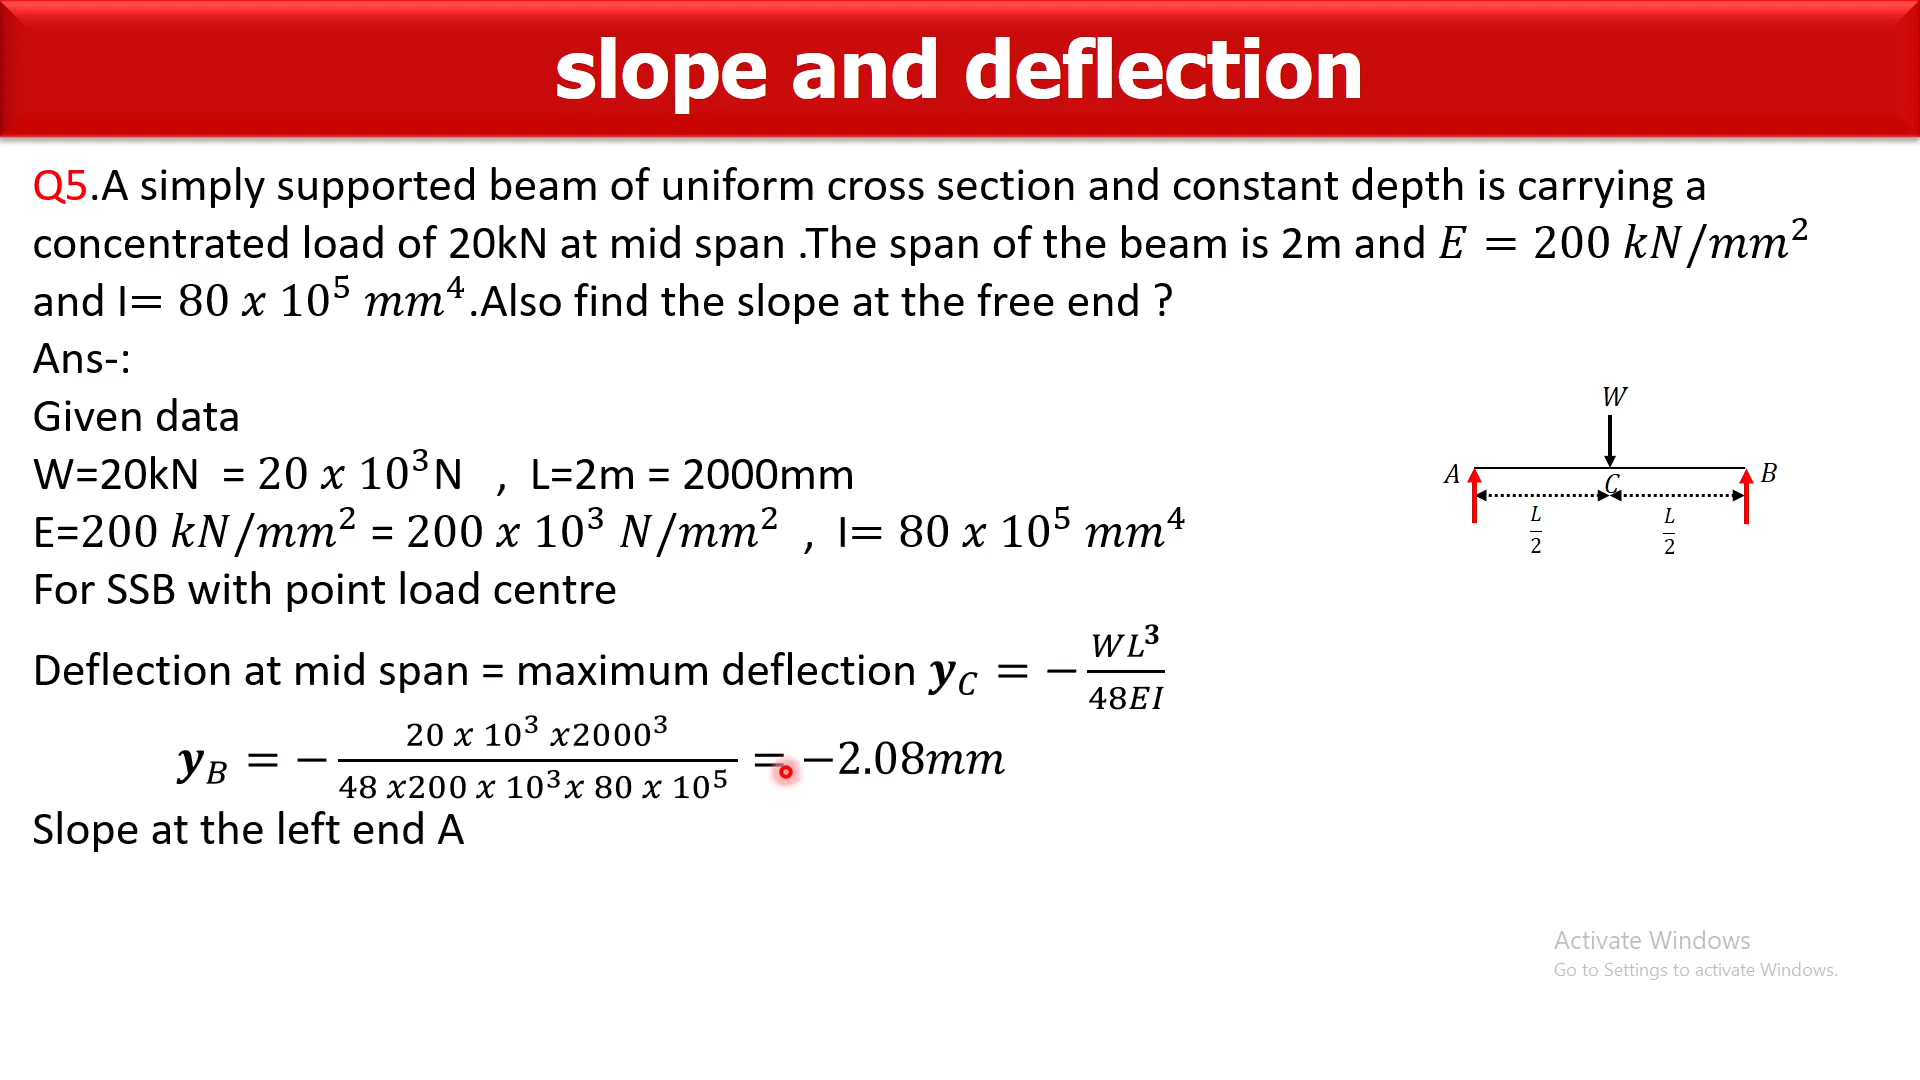 slope and deflection
Q5.A simply supported beam of uniform cross section and constant depth is carrying a
concentrated load of 20kN at mid span .The span of the beam is 2m and E = 200 kN/mm²
and I= 80 x 10⁵ mm⁴.Also find the slope at the free end ?
Ans-:
Given data
W=20kN = 20 x 10³N , L=2m = 2000mm
E=200 kN/mm² = 200 x 10³ N/mm² , I= 80 x 10⁵ mm⁴
For SSB with point load centre
Deflection at mid span = maximum deflection y_C = − WL³/48EI
y_B = − 20 x 10³ x2000³/48 x200 x 10³x 80 x 10⁵ = −2.08mm
Slope at the left end A
W
A
C
B
L/2
L/2
Activate Windows
Go to Settings to activate Windows.